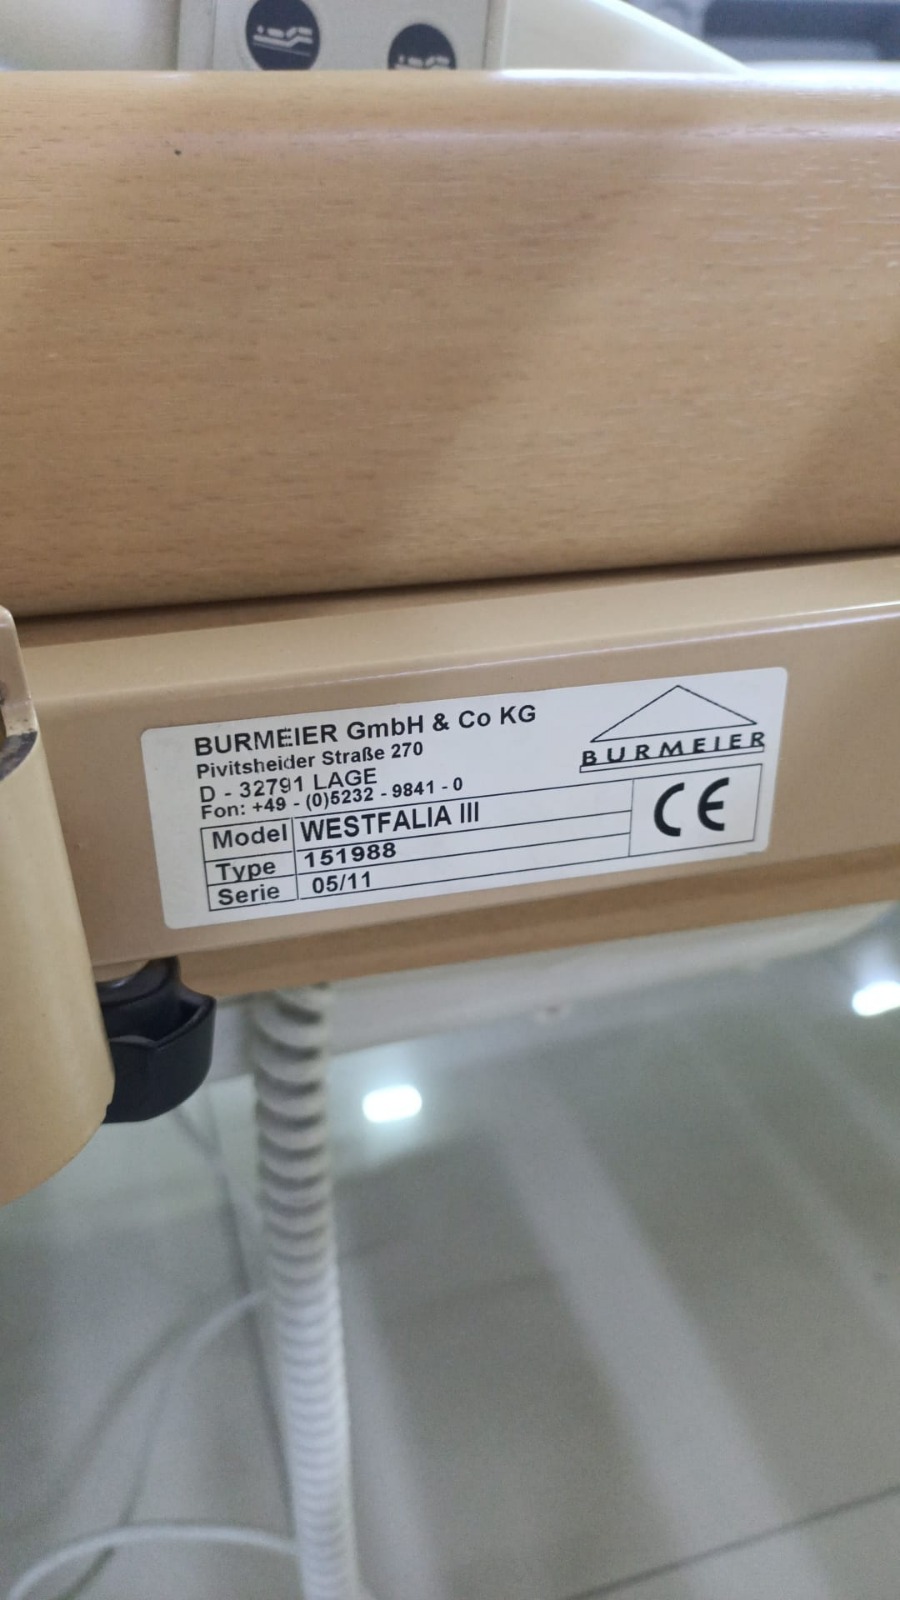 BURMEIER GmbH & Co KG
Pivitsheider Straße 270
D - 32791 LAGE
Fon: +49 - (0)5232 - 9841 - 0
BURMEIER
Model WESTFALIA III
Type 151988
Serie 05/11
CE